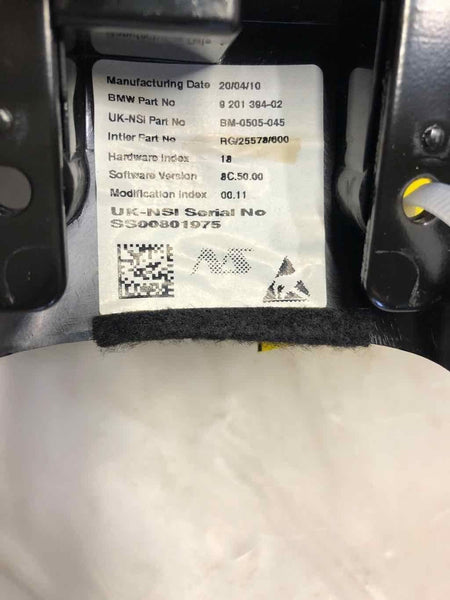 Manufacturing Date 20/04/10
BMW Part No 9 201 394-02
UK-NSi Part No BM-0505-045
Intier Part No RG/25578/600
Hardware Index 18
Software Version 8C.50.00
Modification Index 00.11
UK-NSI Serial No
SS00801975